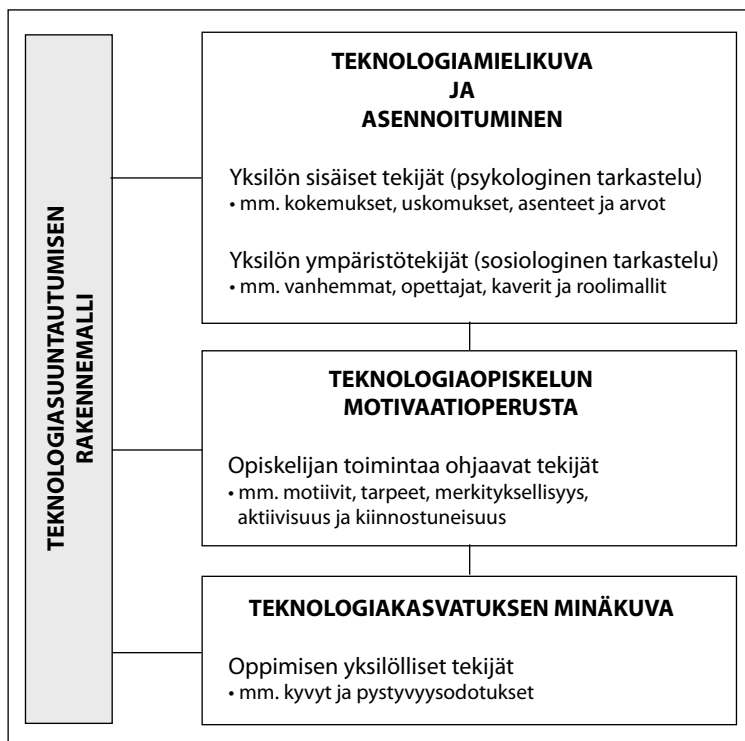 TEKNOLOGIASUUNTAUTUMISEN
RAKENNEMALLI
TEKNOLOGIAMIELIKUVA
JA
ASENNOITUMINEN
Yksilön sisäiset tekijät (psykologinen tarkastelu)
• mm. kokemukset, uskomukset, asenteet ja arvot
Yksilön ympäristötekijät (sosiologinen tarkastelu)
• mm. vanhemmat, opettajat, kaverit ja roolimallit
TEKNOLOGIAOPISKELUN
MOTIVAATIOPERUSTA
Opiskelijan toimintaa ohjaavat tekijät
• mm. motiivit, tarpeet, merkityksellisyys,
aktiivisuus ja kiinnostuneisuus
TEKNOLOGIAKASVATUKSEN MINÄKUVA
Oppimisen yksilölliset tekijät
• mm. kyvyt ja pystyvyysodotukset